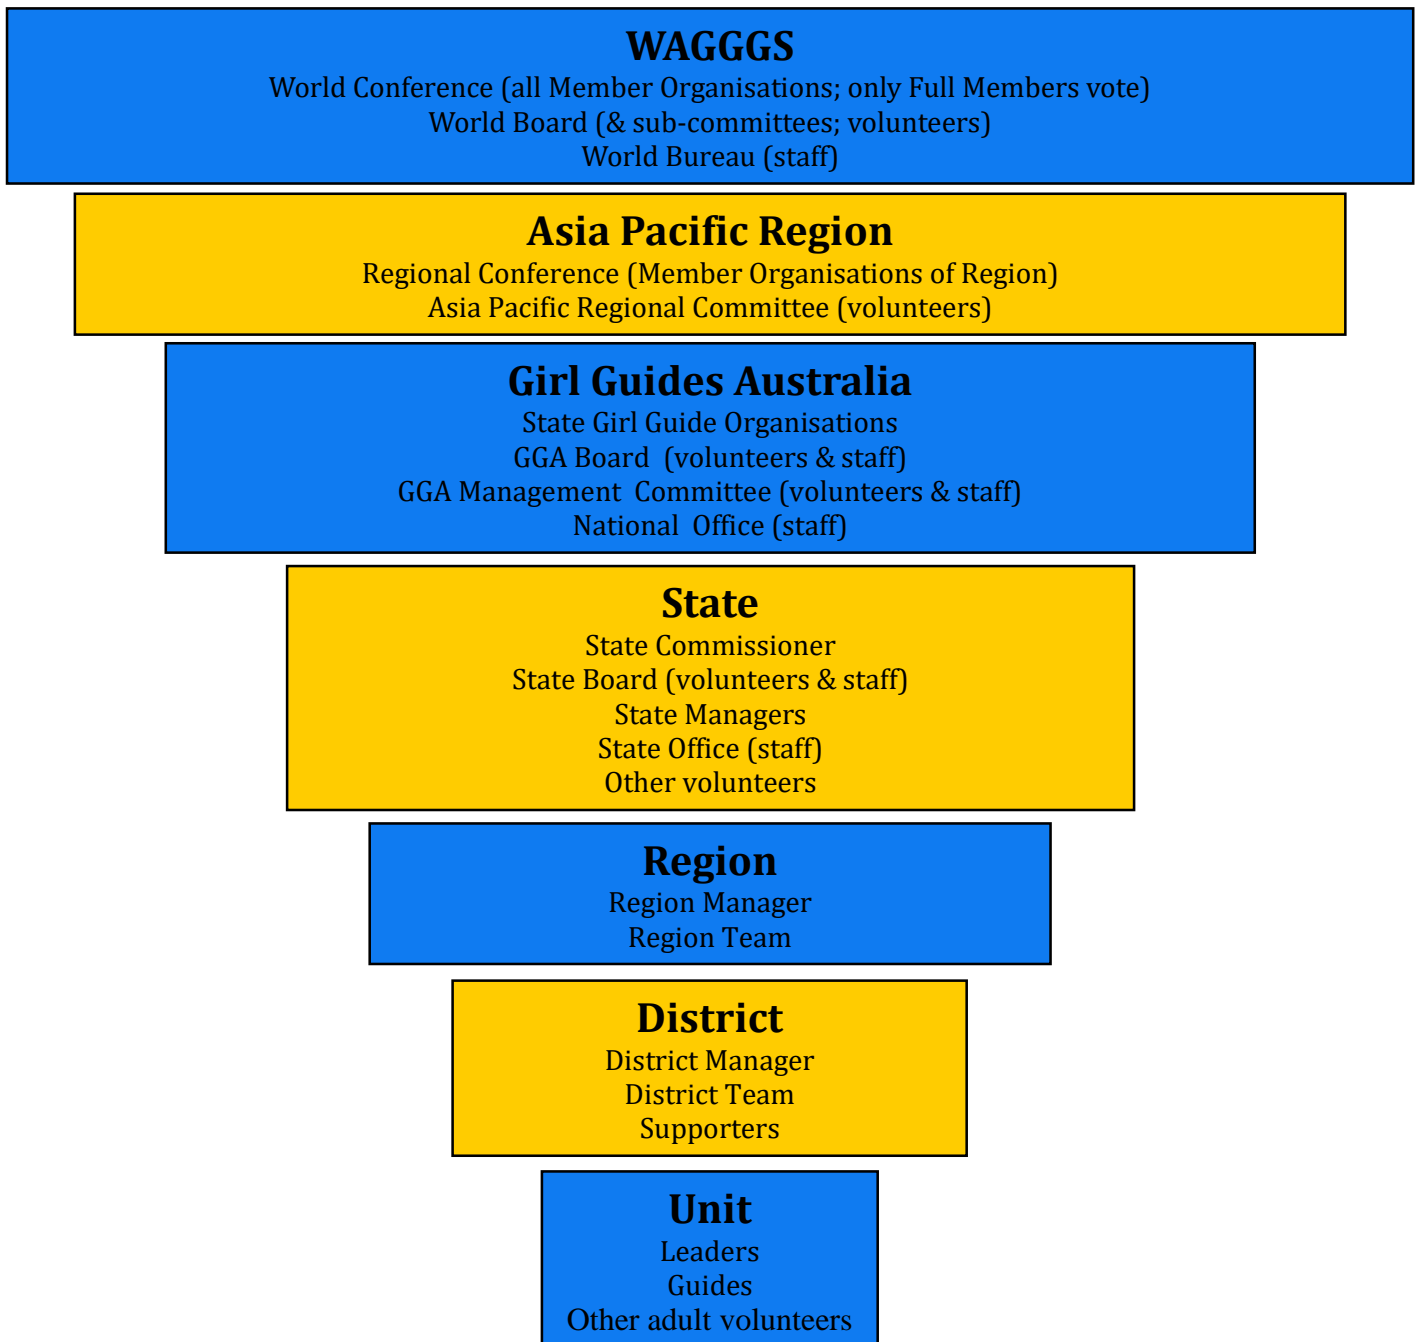 WAGGGS
World Conference (all Member Organisations; only Full Members vote)
World Board (& sub-committees; volunteers)
World Bureau (staff)
Asia Pacific Region
Regional Conference (Member Organisations of Region)
Asia Pacific Regional Committee (volunteers)
Girl Guides Australia
State Girl Guide Organisations
GGA Board (volunteers & staff)
GGA Management Committee (volunteers & staff)
National Office (staff)
State
State Commissioner
State Board (volunteers & staff)
State Managers
State Office (staff)
Other volunteers
Region
Region Manager
Region Team
District
District Manager
District Team
Supporters
Unit
Leaders
Guides
Other adult volunteers